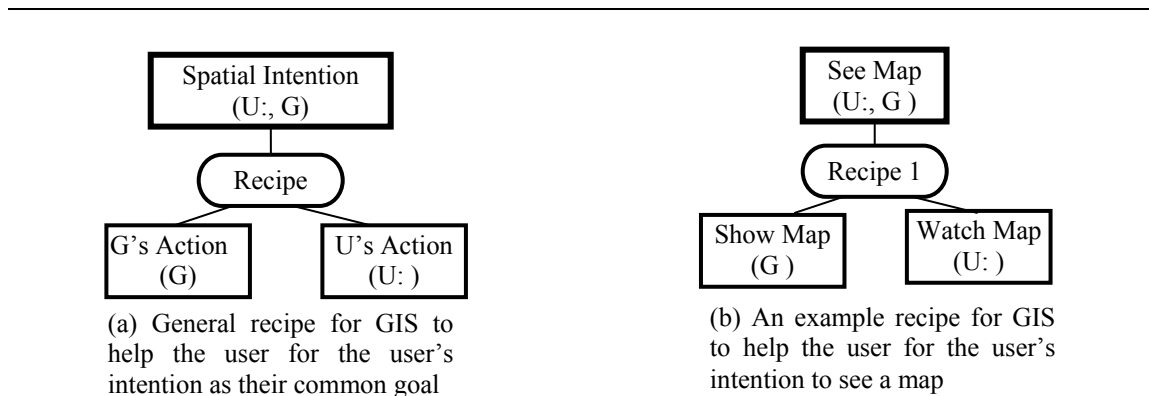 Spatial Intention
(U:, G)
Recipe
G’s Action
(G)
U’s Action
(U: )
(a) General recipe for GIS to
help the user for the user’s
intention as their common goal
See Map
(U:, G )
Recipe 1
Show Map
(G )
Watch Map
(U: )
(b) An example recipe for GIS
to help the user for the user’s
intention to see a map